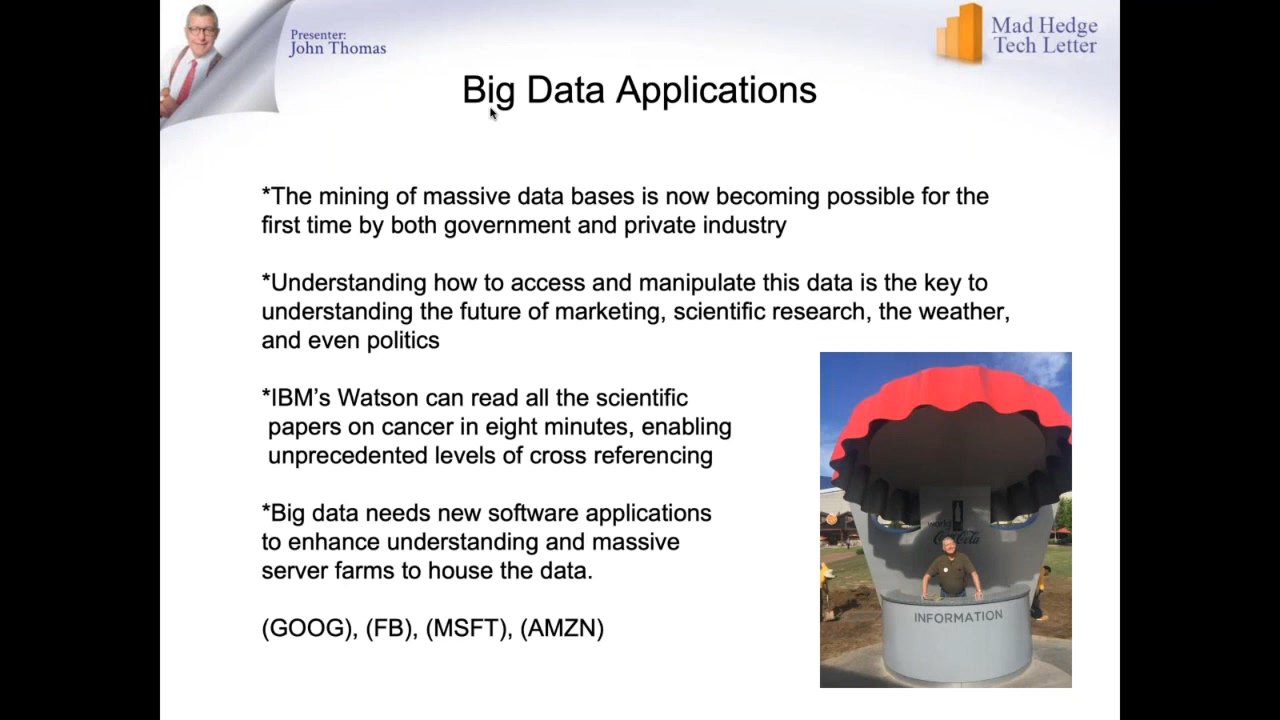 Presenter:
John Thomas
Mad Hedge
Tech Letter
Big Data Applications
*The mining of massive data bases is now becoming possible for the
first time by both government and private industry
*Understanding how to access and manipulate this data is the key to
understanding the future of marketing, scientific research, the weather,
and even politics
*IBM’s Watson can read all the scientific
papers on cancer in eight minutes, enabling
unprecedented levels of cross referencing
*Big data needs new software applications
to enhance understanding and massive
server farms to house the data.
(GOOG), (FB), (MSFT), (AMZN)
world
Coca-Cola
INFORMATION